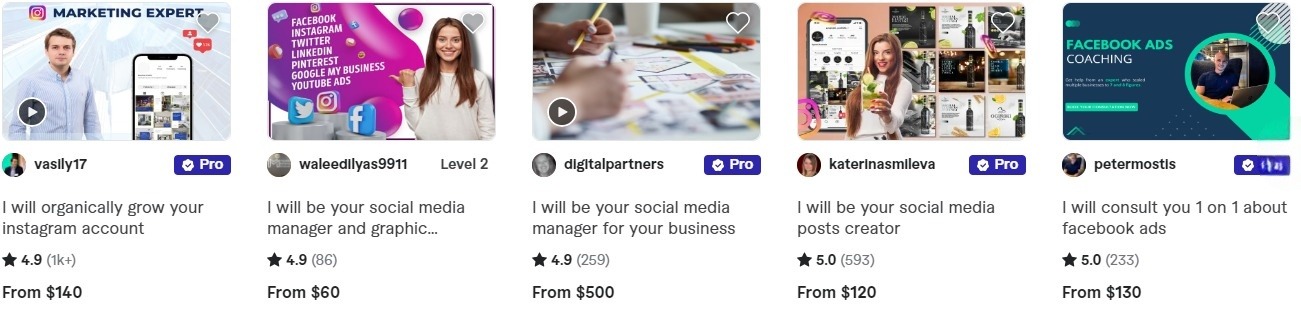 MARKETING EXPERT
vasily17
Pro
I will organically grow your
instagram account
4.9 (1k+)
From $140
FACEBOOK
INSTAGRAM
TWITTER
LINKEDIN
PINTEREST
GOOGLE MY BUSINESS
YOUTUBE ADS
waleedilyas9911
Level 2
I will be your social media
manager and graphic...
4.9 (86)
From $60
digitalpartners
Pro
I will be your social media
manager for your business
4.9 (259)
From $500
katerinasmileva
Pro
I will be your social media
posts creator
5.0 (593)
From $120
FACEBOOK ADS
COACHING
Get help from an expert who scaled
multiple businesses to 7 and 8 figures
petermostis
I will consult you 1 on 1 about
facebook ads
5.0 (233)
From $130